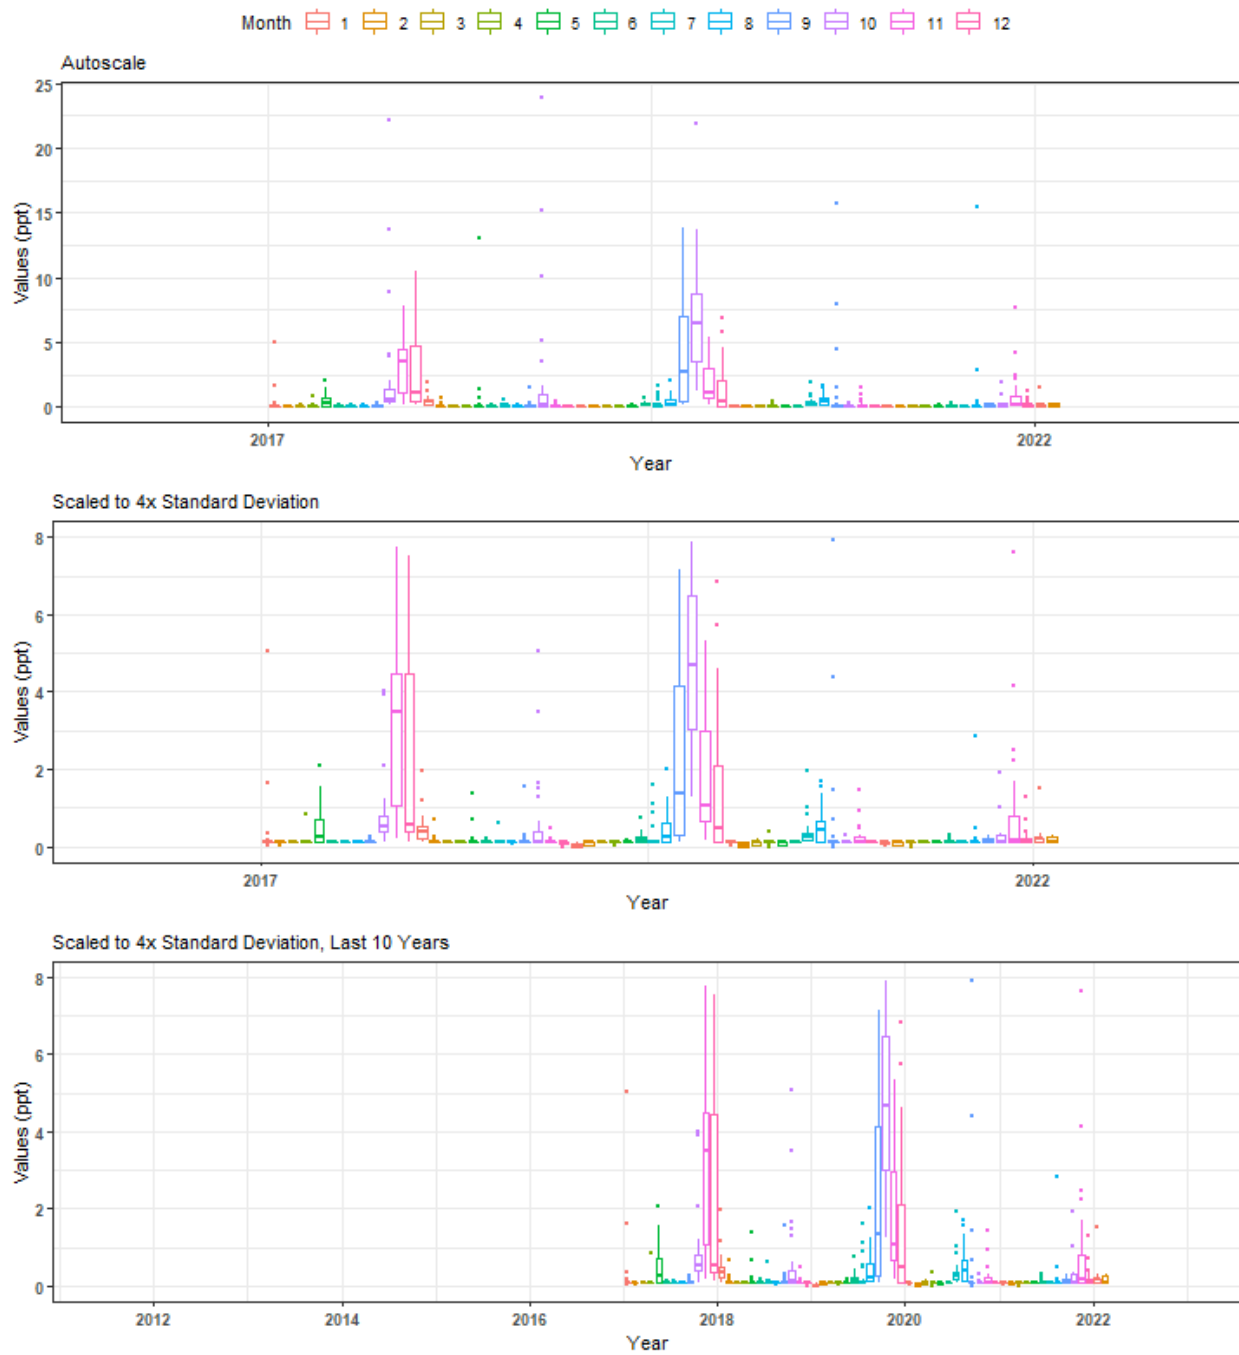 Month 1 2 3 4 5 6 7 8 9 10 11 12
Autoscale
25
20
15
10
5
0
Values (ppt)
2017 2022
Year
Scaled to 4x Standard Deviation
8
6
4
2
0
Values (ppt)
2017 2022
Year
Scaled to 4x Standard Deviation, Last 10 Years
8
6
4
2
0
Values (ppt)
2012 2014 2016 2018 2020 2022
Year